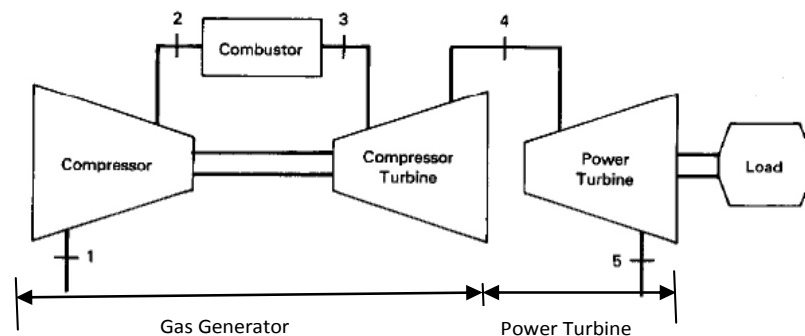 2
3
4
Combustor
Compressor
Compressor
Turbine
Power
Turbine
Load
1
5
Gas Generator
Power Turbine